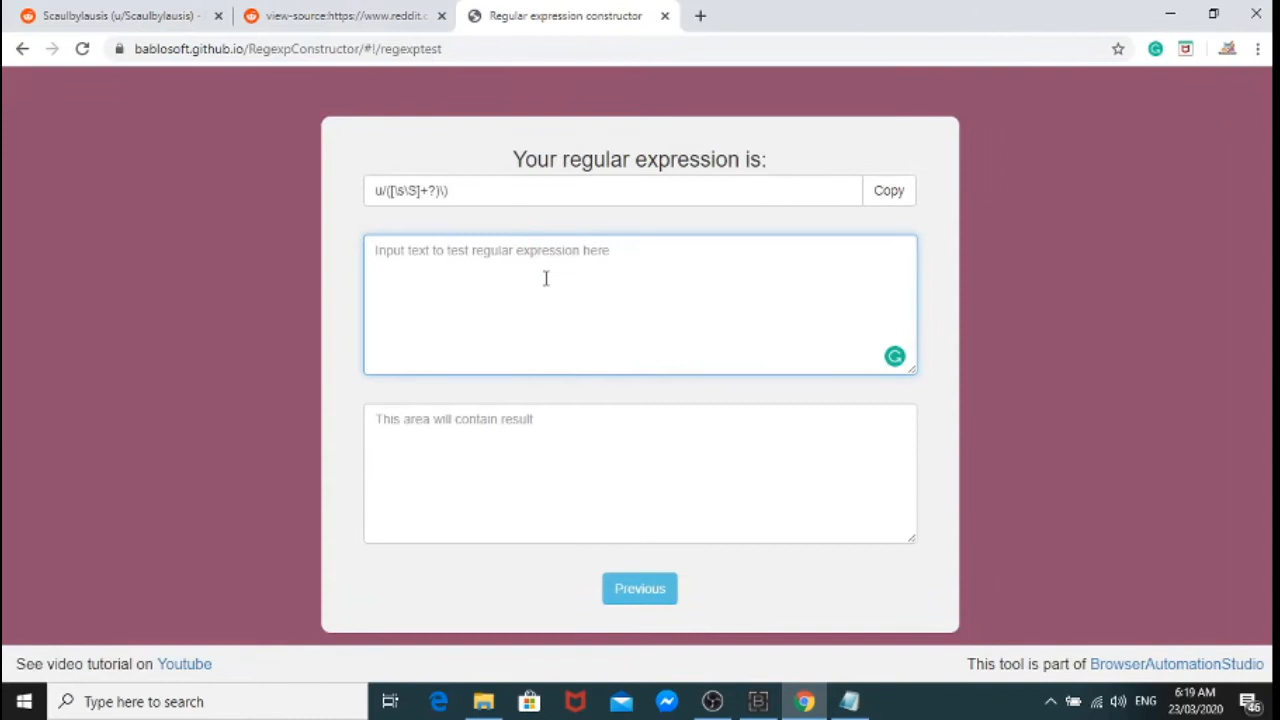 Scaulbylausis (u/Scaulbylausis) -
view-source:https://www.reddit.c
Regular expression constructor
bablosoft.github.io/RegexpConstructor/#!/regexptest
Your regular expression is:
u/([\s\S]+?)\)
Copy
Input text to test regular expression here
This area will contain result
Previous
See video tutorial on Youtube
This tool is part of BrowserAutomationStudio
Type here to search
ENG
6:19 AM
23/03/2020
46